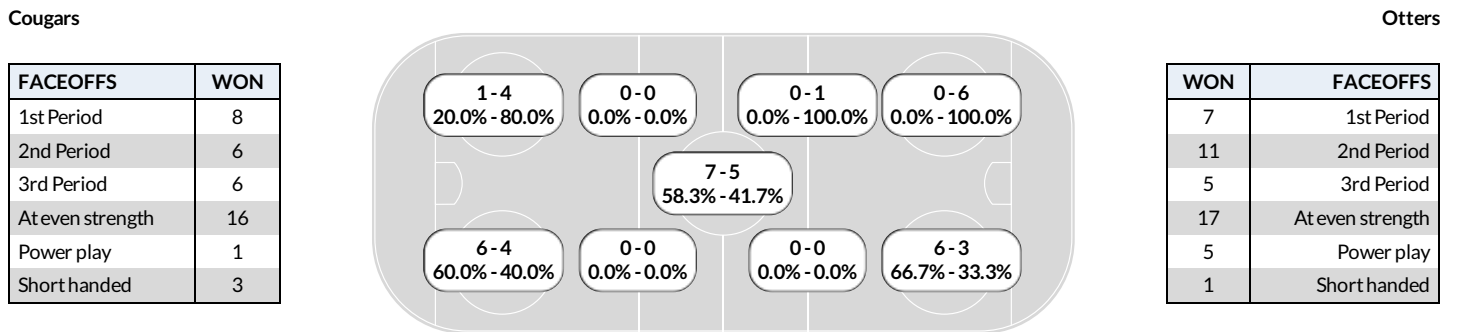 Cougars
Otters
FACEOFFS WON
1st Period 8
2nd Period 6
3rd Period 6
At even strength 16
Power play 1
Short handed 3
1 - 4
20.0% - 80.0%
0 - 0
0.0% - 0.0%
0 - 1
0.0% - 100.0%
0 - 6
0.0% - 100.0%
7 - 5
58.3% - 41.7%
6 - 4
60.0% - 40.0%
0 - 0
0.0% - 0.0%
0 - 0
0.0% - 0.0%
6 - 3
66.7% - 33.3%
WON FACEOFFS
7 1st Period
11 2nd Period
5 3rd Period
17 At even strength
5 Power play
1 Short handed